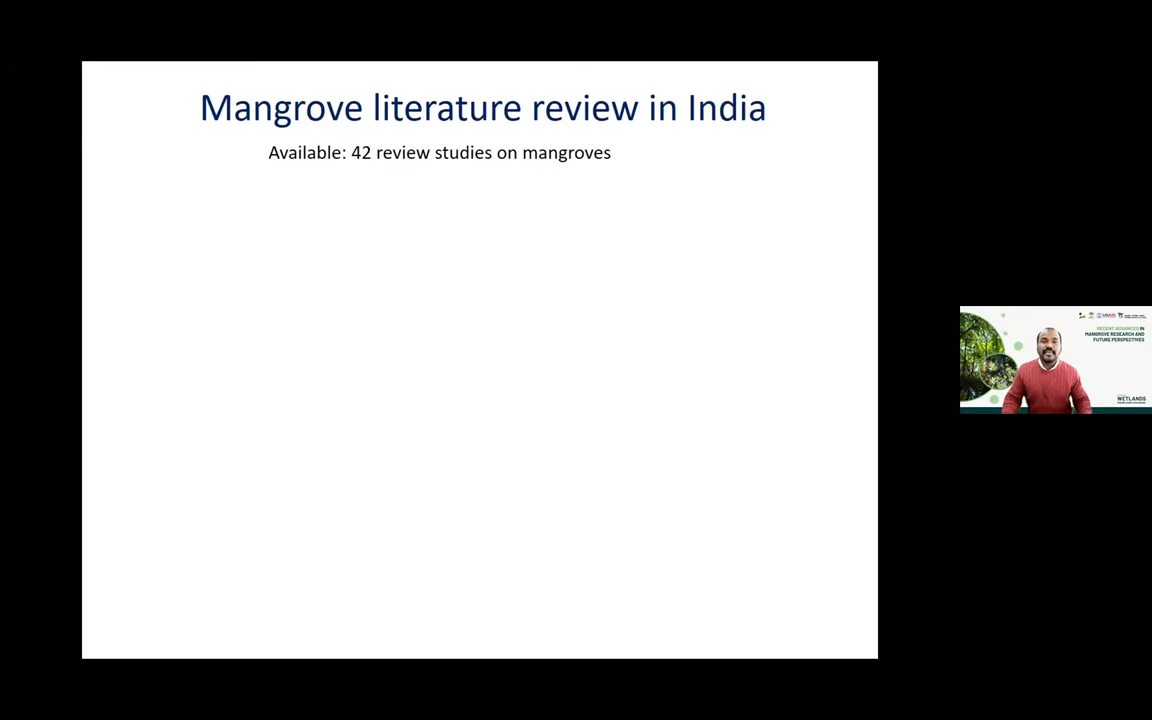 Mangrove literature review in India
Available: 42 review studies on mangroves
USAID
RECENT ADVANCES IN
MANGROVE RESEARCH AND
FUTURE PERSPECTIVES
WETLANDS